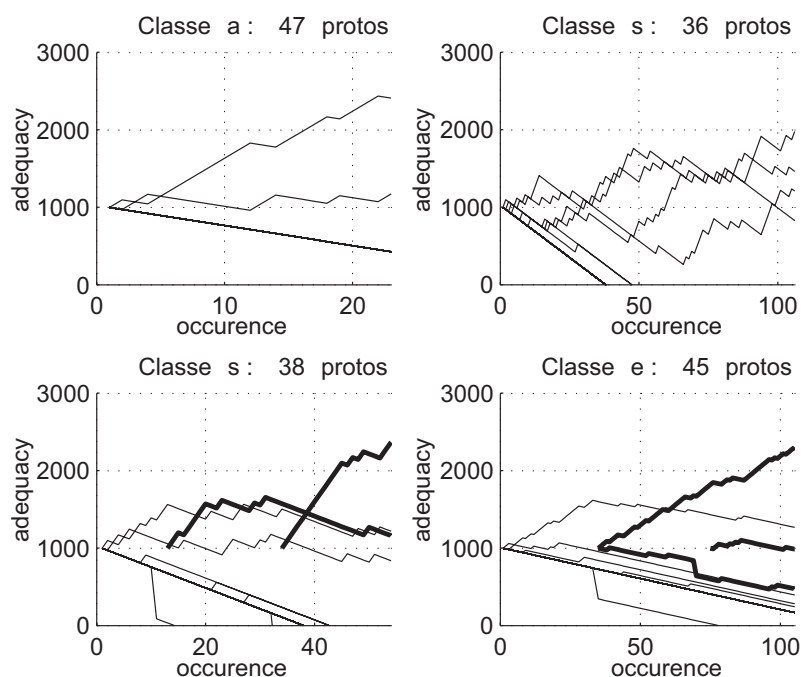 Classe a : 47 protos
3000
2000
1000
0
adequacy
0 10 20
occurence
Classe s : 36 protos
3000
2000
1000
0
adequacy
0 50 100
occurence
Classe s : 38 protos
3000
2000
1000
0
adequacy
20 40
occurence
Classe e : 45 protos
3000
2000
1000
0
adequacy
0 50 100
occurence